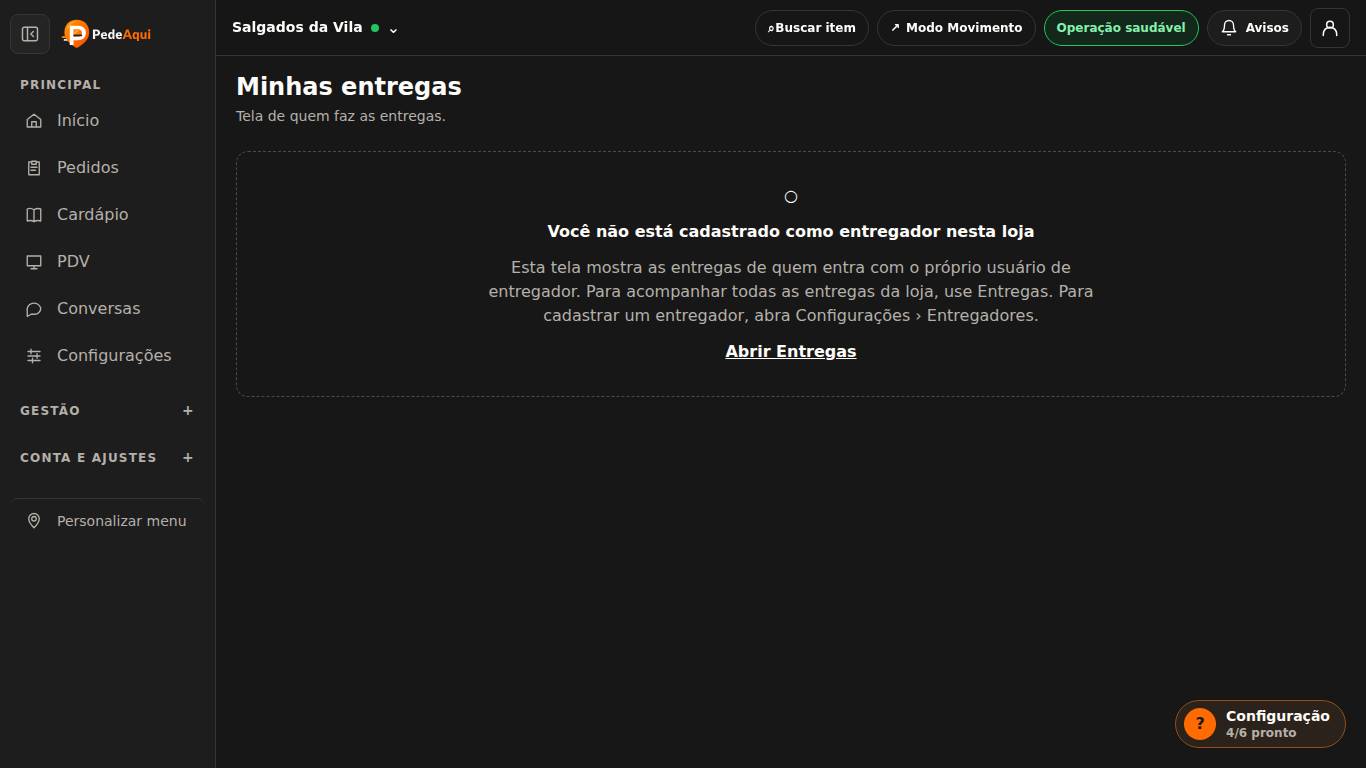 PedeAqui
PRINCIPAL
Início
Pedidos
Cardápio
PDV
Conversas
Configurações
GESTÃO +
CONTA E AJUSTES +
Personalizar menu
Salgados da Vila
Buscar item
Modo Movimento
Operação saudável
Avisos
Minhas entregas
Tela de quem faz as entregas.
Você não está cadastrado como entregador nesta loja
Esta tela mostra as entregas de quem entra com o próprio usuário de
entregador. Para acompanhar todas as entregas da loja, use Entregas. Para
cadastrar um entregador, abra Configurações › Entregadores.
Abrir Entregas
?
Configuração
4/6 pronto